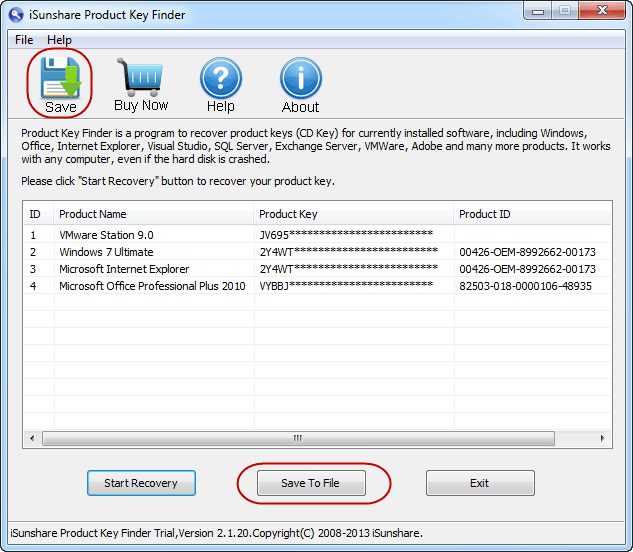 iSunshare Product Key Finder
File Help
Save Buy Now Help About
Product Key Finder is a program to recover product keys (CD Key) for currently installed software, including Windows,
Office, Internet Explorer, Visual Studio, SQL Server, Exchange Server, VMWare, Adobe and many more products. It works
with any computer, even if the hard disk is crashed.
Please click "Start Recovery" button to recover your product key.
ID Product Name Product Key Product ID
1 VMware Station 9.0 JV695************************
2 Windows 7 Ultimate 2Y4WT************************ 00426-OEM-8992662-00173
3 Microsoft Internet Explorer 2Y4WT************************ 00426-OEM-8992662-00173
4 Microsoft Office Professional Plus 2010 VYBBJ************************ 82503-018-0000106-48935
Start Recovery Save To File Exit
iSunshare Product Key Finder Trial,Version 2.1.20.Copyright(C) 2008-2013 iSunshare.